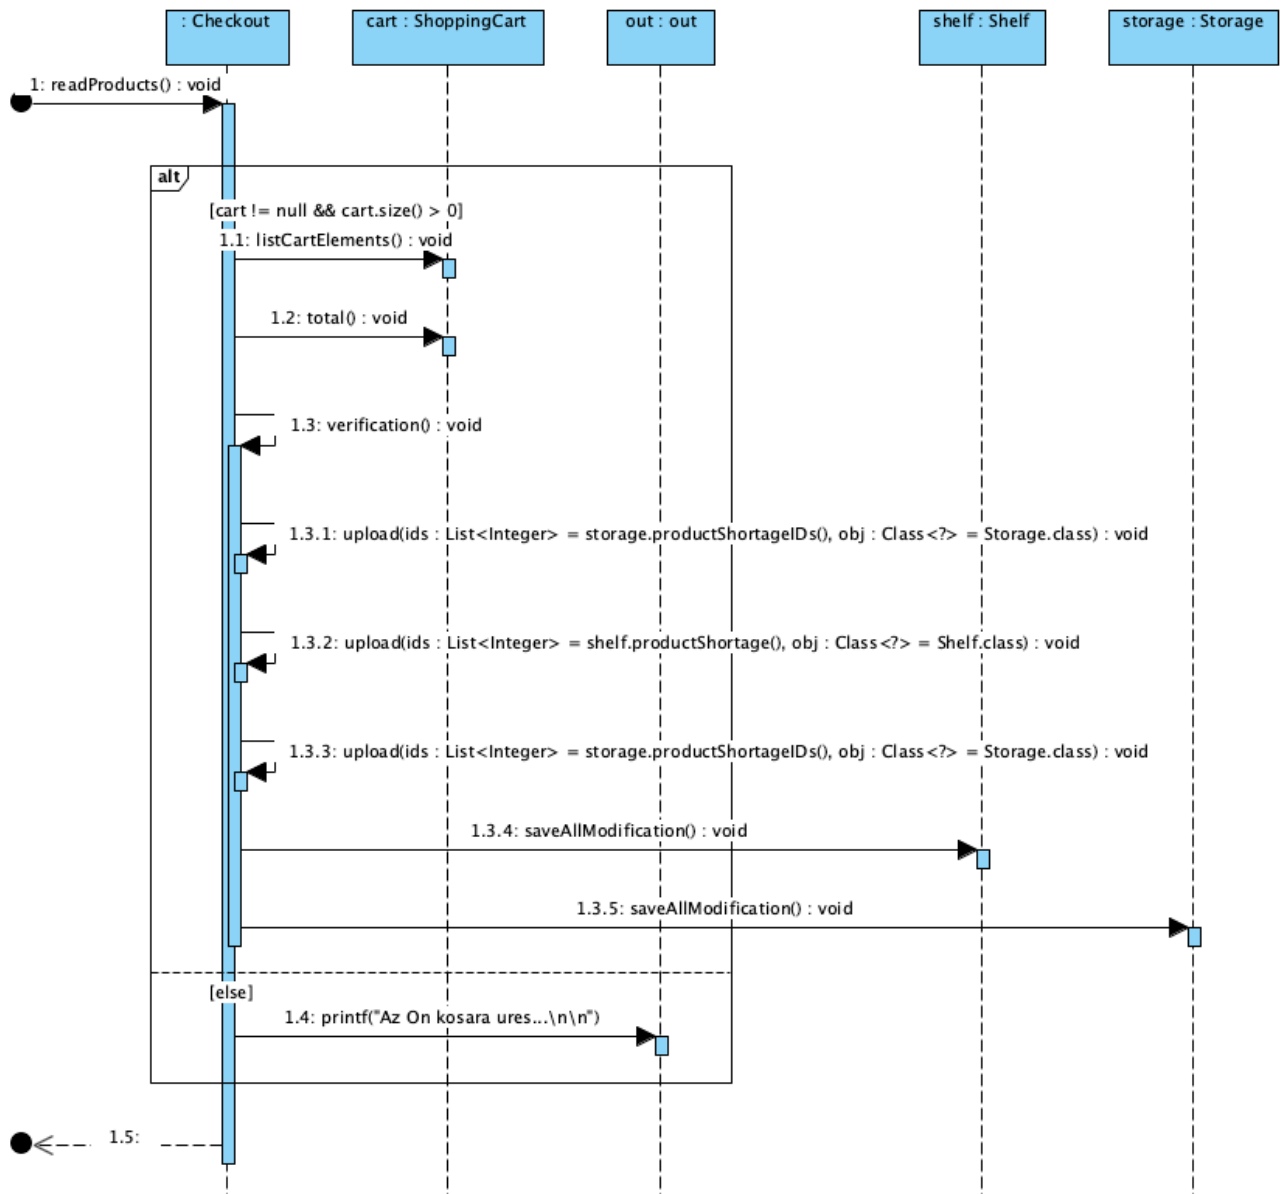 : Checkout
cart : ShoppingCart
out : out
shelf : Shelf
storage : Storage
1: readProducts() : void
alt
[cart != null && cart.size() > 0]
1.1: listCartElements() : void
1.2: total() : void
1.3: verification() : void
1.3.1: upload(ids : List<Integer> = storage.productShortageIDs(), obj : Class<?> = Storage.class) : void
1.3.2: upload(ids : List<Integer> = shelf.productShortage(), obj : Class<?> = Shelf.class) : void
1.3.3: upload(ids : List<Integer> = storage.productShortageIDs(), obj : Class<?> = Storage.class) : void
1.3.4: saveAllModification() : void
1.3.5: saveAllModification() : void
[else]
1.4: printf("Az On kosara ures...\n\n")
1.5: